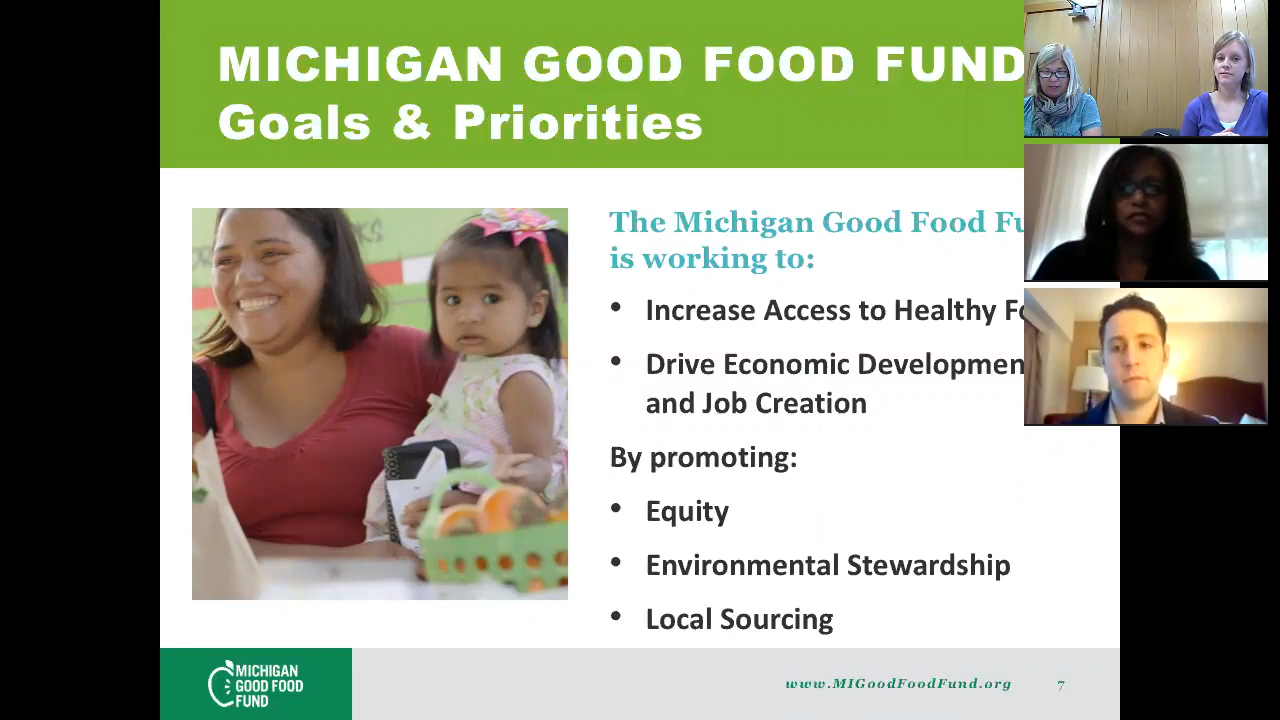 MICHIGAN GOOD FOOD FUND
Goals & Priorities
The Michigan Good Food Fu
is working to:
• Increase Access to Healthy Fo
• Drive Economic Developmen
and Job Creation
By promoting:
• Equity
• Environmental Stewardship
• Local Sourcing
MICHIGAN
GOOD FOOD
FUND
www.MIGoodFoodFund.org
7